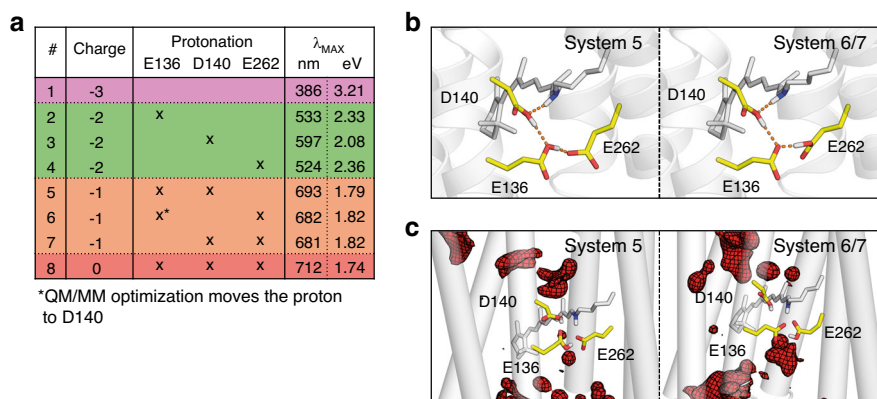 a
# Charge Protonation λMAX
E136 D140 E262 nm eV
1 -3 386 3.21
2 -2 x 533 2.33
3 -2 x 597 2.08
4 -2 x 524 2.36
5 -1 x x 693 1.79
6 -1 x* x 682 1.82
7 -1 x x 681 1.82
8 0 x x x 712 1.74
*QM/MM optimization moves the proton
to D140
b
System 5
D140
E262
E136
System 6/7
D140
E262
E136
c
System 5
D140
E262
E136
System 6/7
D140
E262
E136